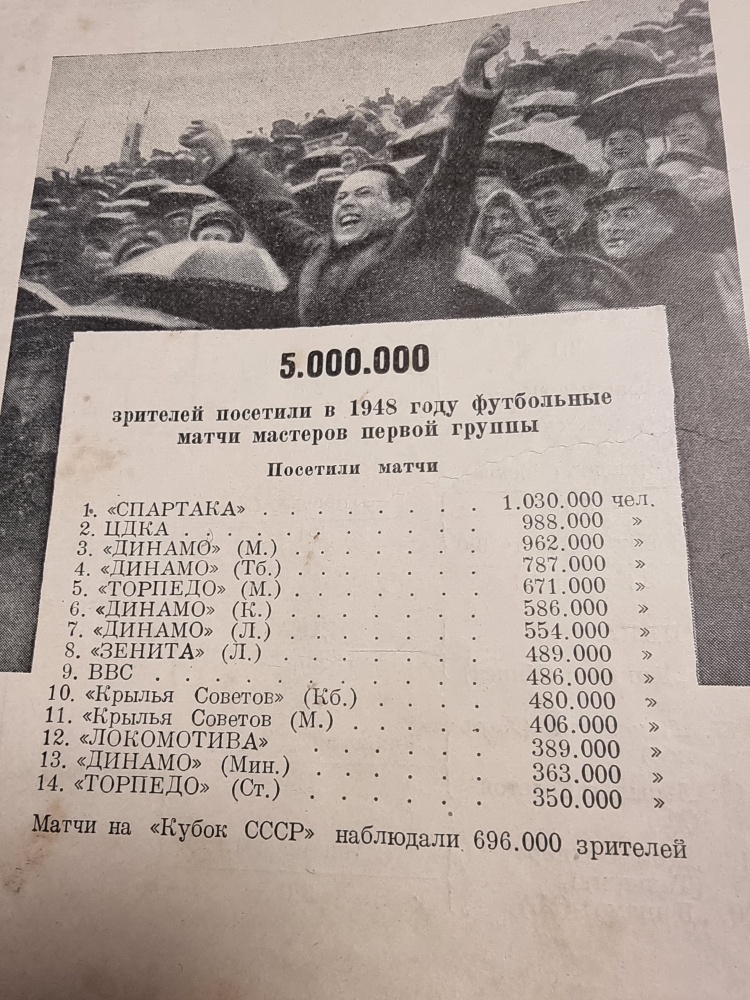 5.000.000
зрителей посетили в 1948 году футбольные
матчи мастеров первой группы
Посетили матчи
1. «СПАРТАКА» . . . . . . . 1.030.000 чел.
2. ЦДКА . . . . . . . . . . 988.000 »
3. «ДИНАМО» (М.) . . . . . . 962.000 »
4. «ДИНАМО» (Тб.) . . . . . 787.000 »
5. «ТОРПЕДО» (М.) . . . . . 671.000 »
6. «ДИНАМО» (К.) . . . . . . 586.000 »
7. «ДИНАМО» (Л.) . . . . . . 554.000 »
8. «ЗЕНИТА» (Л.) . . . . . . 489.000 »
9. ВВС . . . . . . . . . . 486.000 »
10. «Крылья Советов» (Кб.) . . . . 480.000 »
11. «Крылья Советов (М.) . . . . . 406.000 »
12. «ЛОКОМОТИВА» . . . . . . 389.000 »
13. «ДИНАМО» (Мин.) . . . . . . 363.000 »
14. «ТОРПЕДО» (Ст.) . . . . . . 350.000 »
Матчи на «Кубок СССР» наблюдали 696.000 зрителей